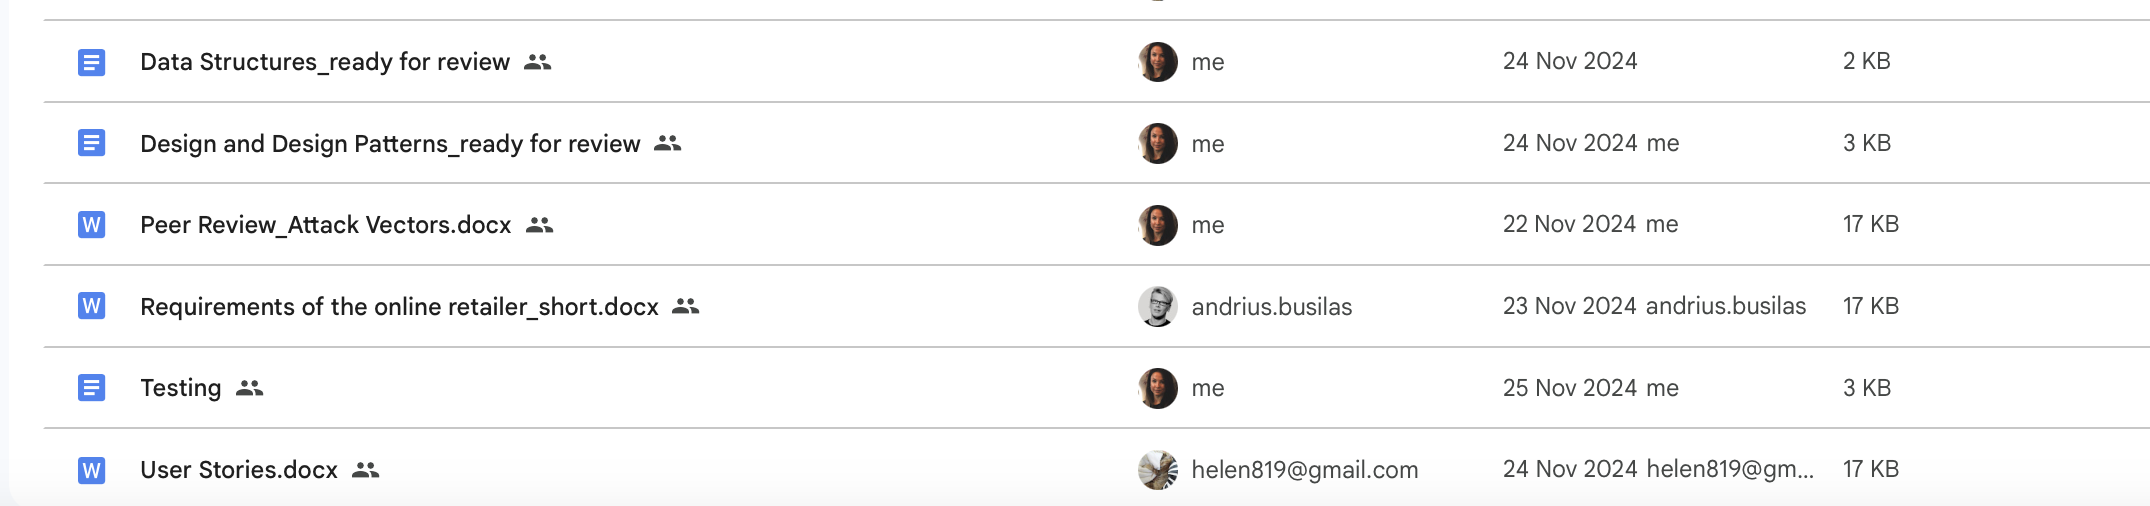 Data Structures_ready for review me 24 Nov 2024 2 KB
Design and Design Patterns_ready for review me 24 Nov 2024 me 3 KB
W Peer Review_Attack Vectors.docx me 22 Nov 2024 me 17 KB
W Requirements of the online retailer_short.docx andrius.busilas 23 Nov 2024 andrius.busilas 17 KB
Testing me 25 Nov 2024 me 3 KB
W User Stories.docx helen819@gmail.com 24 Nov 2024 helen819@gm... 17 KB